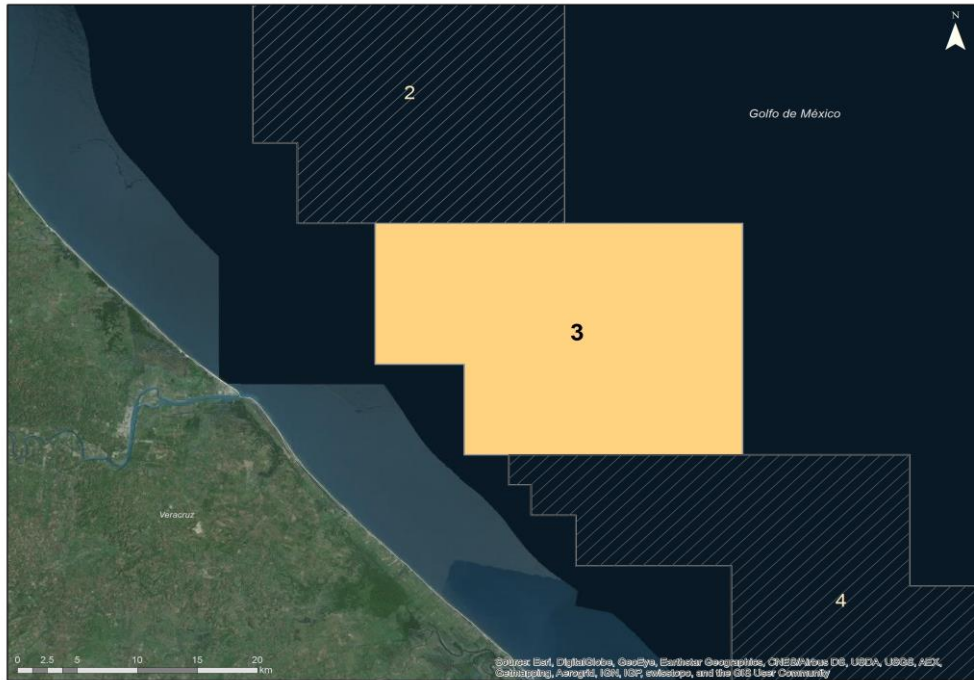 N
2
Golfo de México
3
Veracruz
4
0 2.5 5 10 15 20
km
Source: Esri, DigitalGlobe, GeoEye, Earthstar Geographics, CNES/Airbus DS, USDA, USGS, AEX,
Getmapping, Aerogrid, IGN, IGP, swisstopo, and the GIS User Community